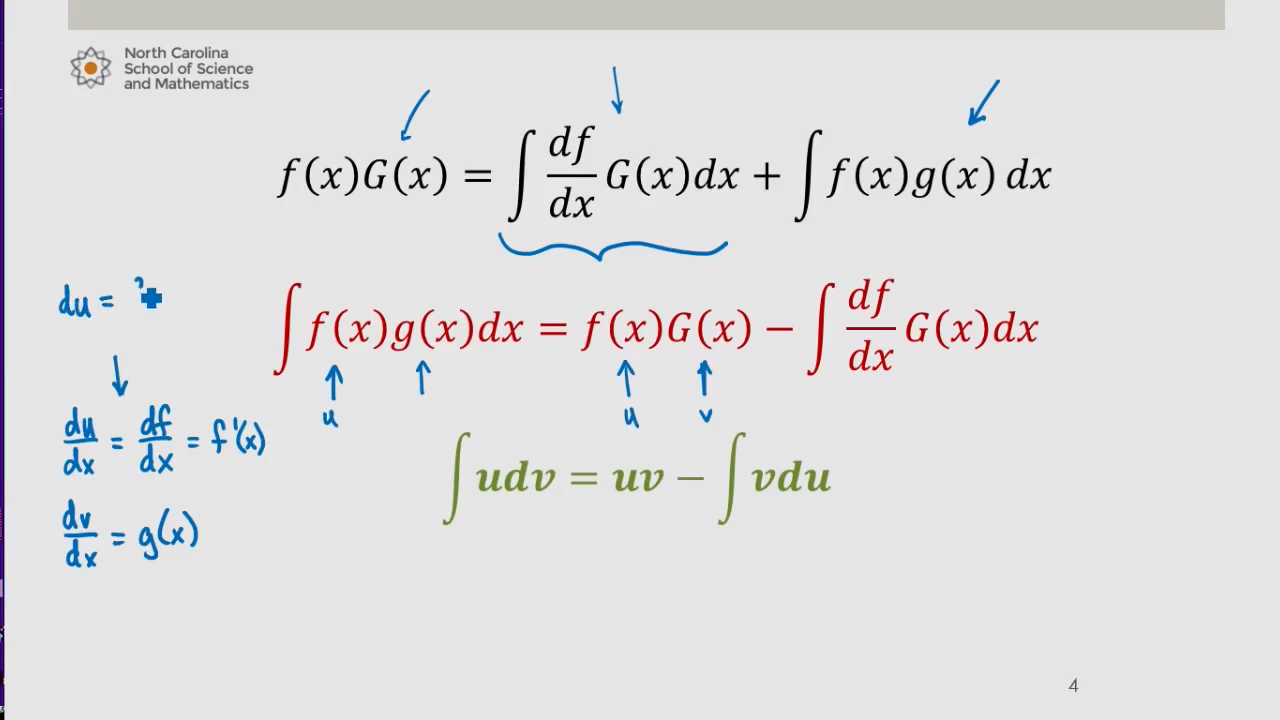 North Carolina
School of Science
and Mathematics
f(x)G(x) = ∫ df/dx G(x)dx + ∫ f(x)g(x) dx
du =
∫ f(x)g(x)dx = f(x)G(x) − ∫ df/dx G(x)dx
u u v
du/dx = df/dx = f'(x)
∫ udv = uv − ∫ vdu
dv/dx = g(x)
4